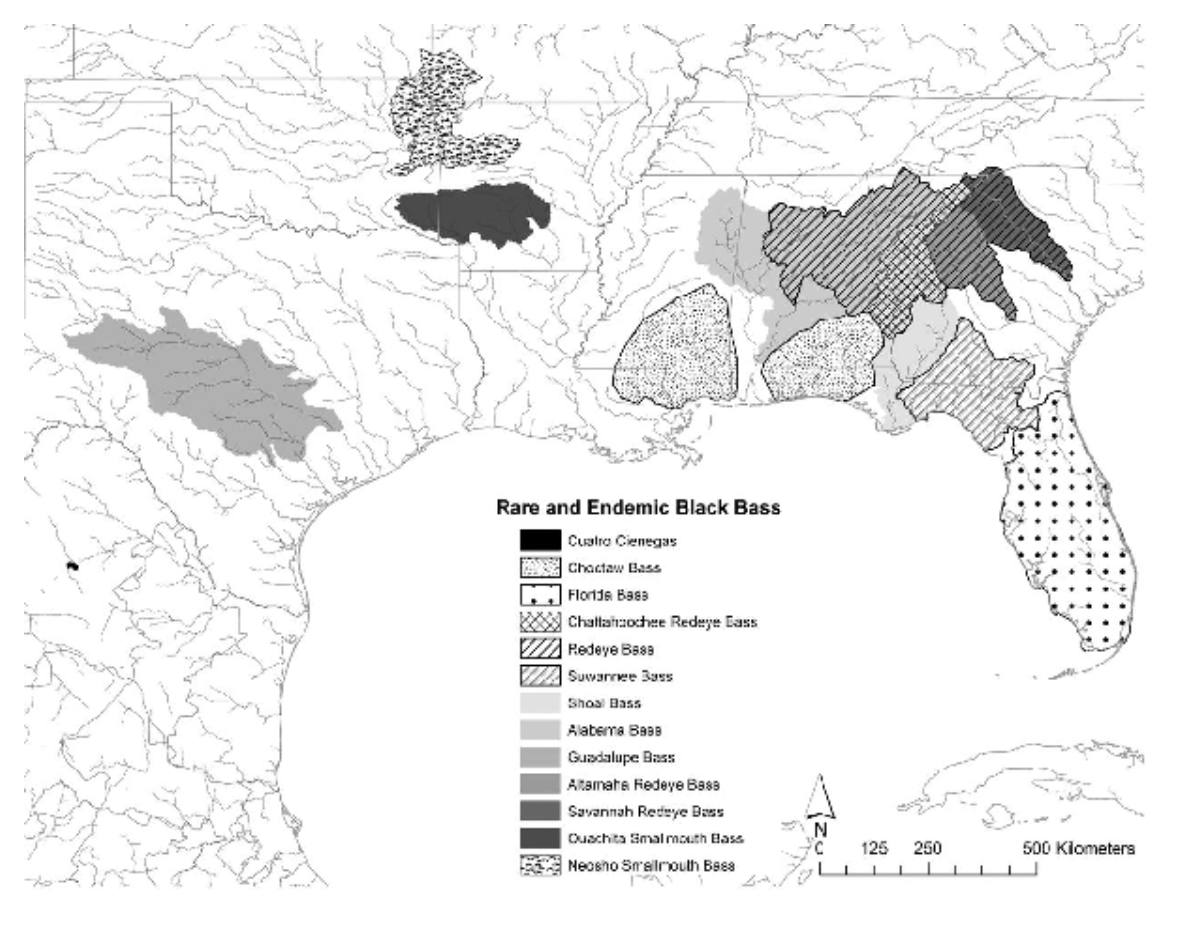 Rare and Endemic Black Bass
Cuatro Cienegas
Choctaw Bass
Florida Bass
Chattahoochee Redeye Bass
Redeye Bass
Suwannee Bass
Shoal Bass
Alabama Bass
Guadalupe Bass
Altamaha Redeye Bass
Savannah Redeye Bass
Ouachita Smallmouth Bass
Neosho Smallmouth Bass
N
0 125 250 500 Kilometers